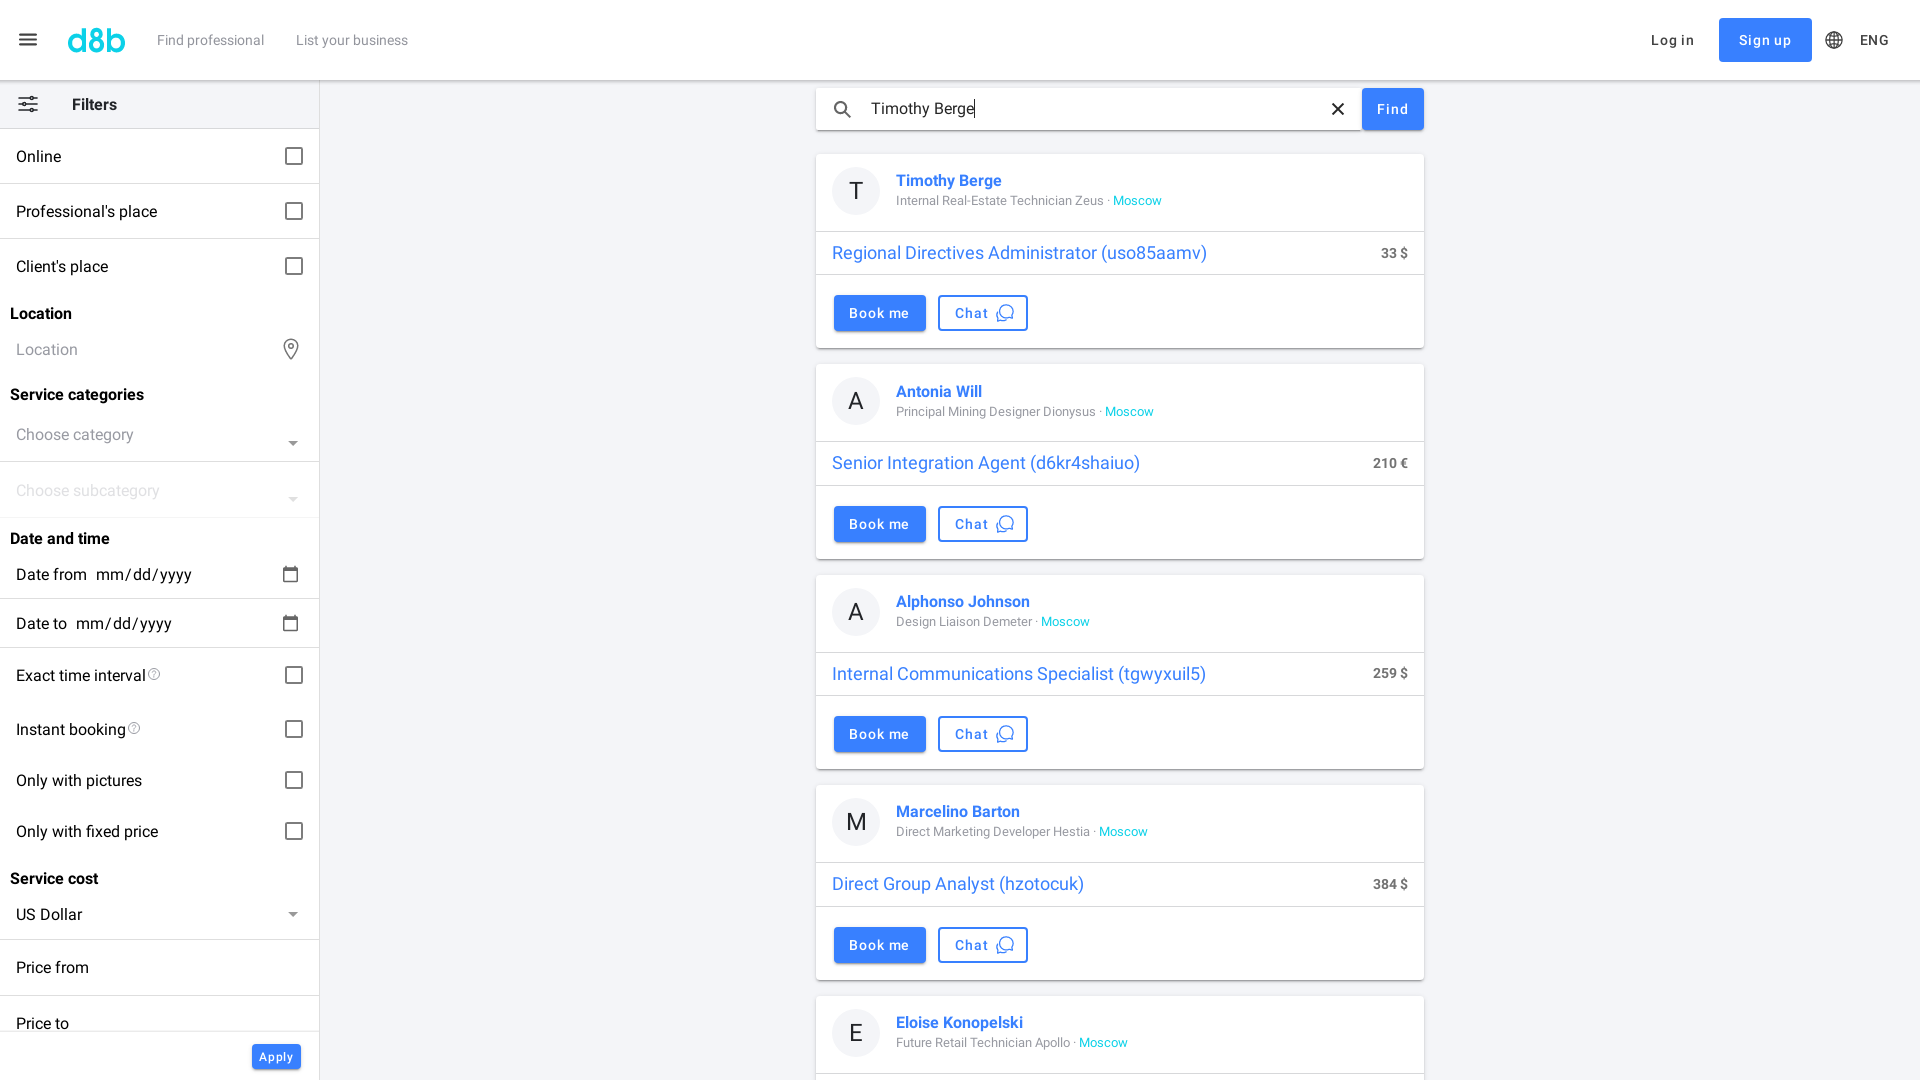 d8b
Find professional
List your business
Log in
Sign up
ENG
Filters
Online
Professional's place
Client's place
Location
Location
Service categories
Choose category
Choose subcategory
Date and time
Date from mm/dd/yyyy
Date to mm/dd/yyyy
Exact time interval
Instant booking
Only with pictures
Only with fixed price
Service cost
US Dollar
Price from
Price to
Apply
Timothy Berge
Find
T
Timothy Berge
Internal Real-Estate Technician Zeus · Moscow
Regional Directives Administrator (uso85aamv) 33 $
Book me Chat
A
Antonia Will
Principal Mining Designer Dionysus · Moscow
Senior Integration Agent (d6kr4shaiuo) 210 €
Book me Chat
A
Alphonso Johnson
Design Liaison Demeter · Moscow
Internal Communications Specialist (tgwyxuil5) 259 $
Book me Chat
M
Marcelino Barton
Direct Marketing Developer Hestia · Moscow
Direct Group Analyst (hzotocuk) 384 $
Book me Chat
E
Eloise Konopelski
Future Retail Technician Apollo · Moscow